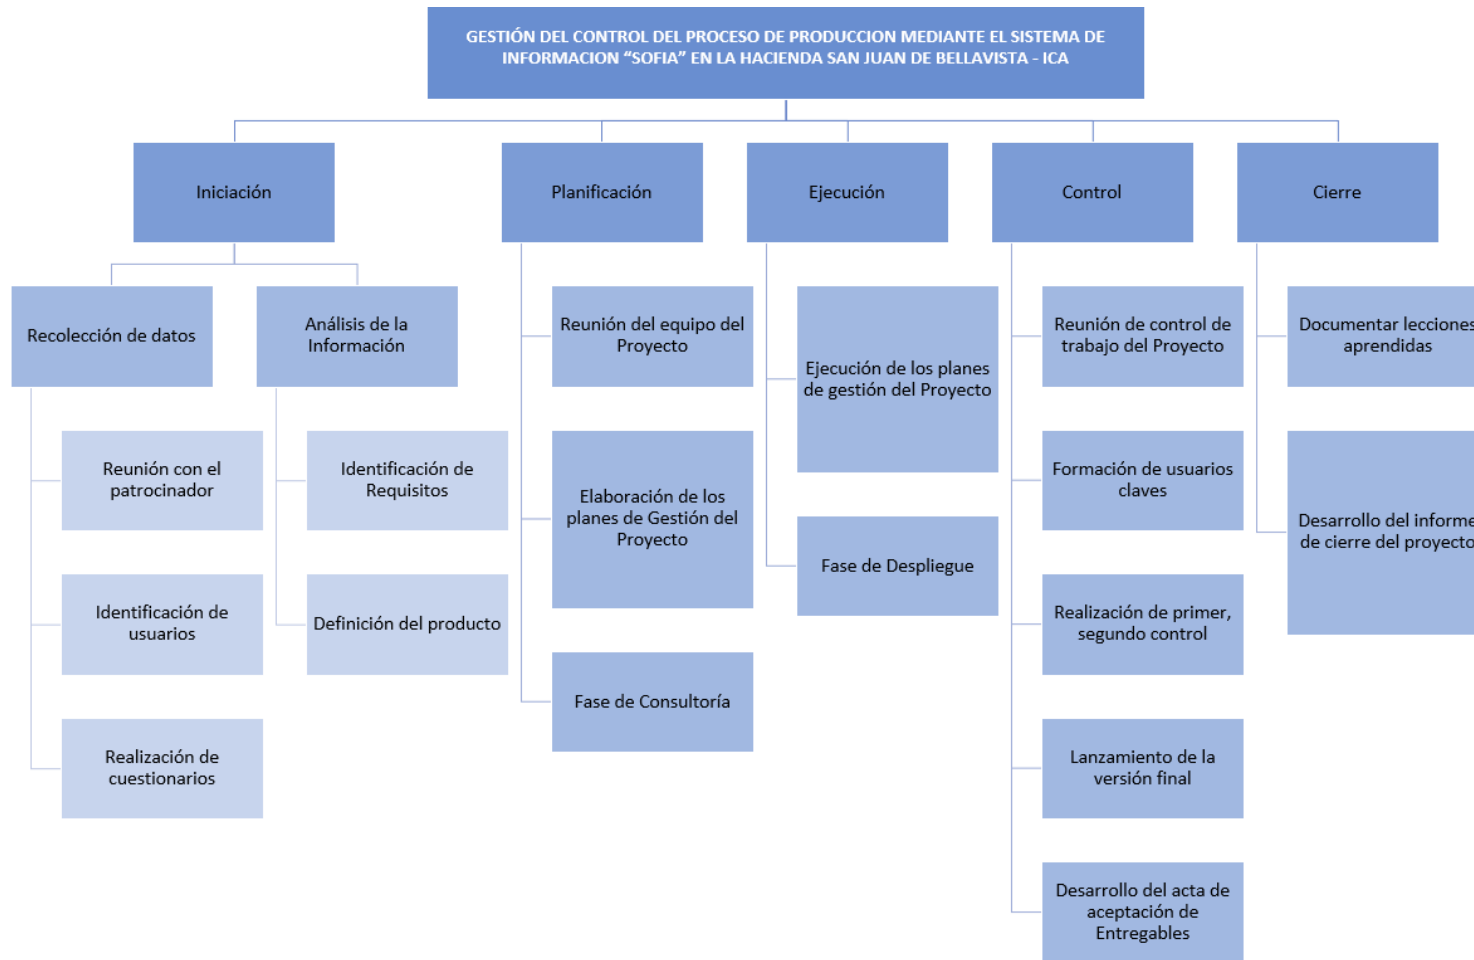 GESTIÓN DEL CONTROL DEL PROCESO DE PRODUCCION MEDIANTE EL SISTEMA DE
INFORMACION “SOFIA” EN LA HACIENDA SAN JUAN DE BELLAVISTA - ICA
Iniciación
Planificación
Ejecución
Control
Cierre
Recolección de datos
Análisis de la
Información
Reunión con el
patrocinador
Identificación de
usuarios
Realización de
cuestionarios
Identificación de
Requisitos
Definición del producto
Reunión del equipo del
Proyecto
Elaboración de los
planes de Gestión del
Proyecto
Fase de Consultoría
Ejecución de los planes
de gestión del Proyecto
Fase de Despliegue
Reunión de control de
trabajo del Proyecto
Formación de usuarios
claves
Realización de primer,
segundo control
Lanzamiento de la
versión final
Desarrollo del acta de
aceptación de
Entregables
Documentar lecciones
aprendidas
Desarrollo del informe
de cierre del proyecto